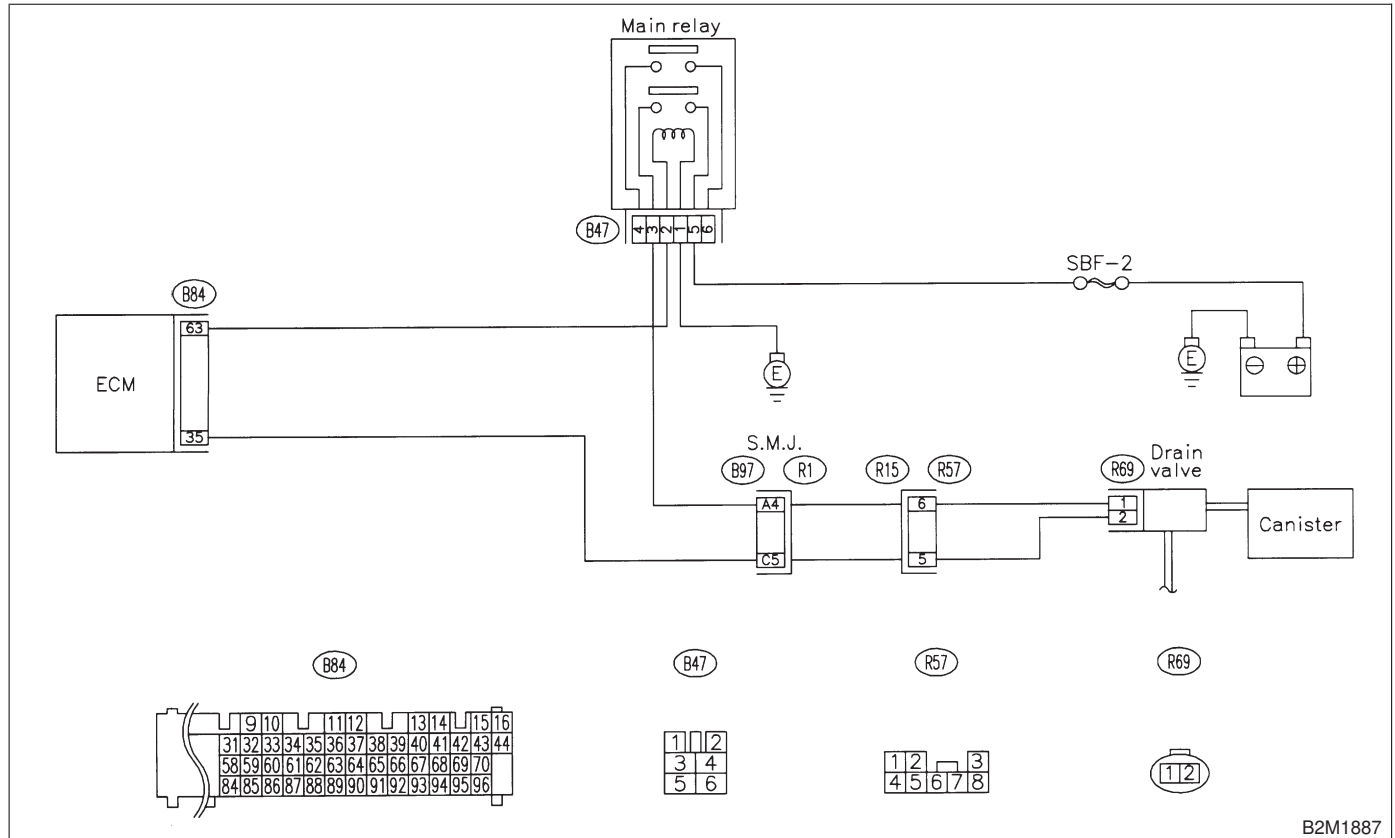 Main relay
B47
4 3 2 1 5 6
SBF-2
B84
63
E
E
⊖ ⊕
ECM
35
S.M.J.
B97 R1 R15 R57 R69 Drain valve
A4 6 1
2
Canister
C5 5
B84 B47 R57 R69
9 10 11 12 13 14 15 16
31 32 33 34 35 36 37 38 39 40 41 42 43 44
58 59 60 61 62 63 64 65 66 67 68 69 70
84 85 86 87 88 89 90 91 92 93 94 95 96
1 2
3 4
5 6
1 2 3
4 5 6 7 8
1 2
B2M1887